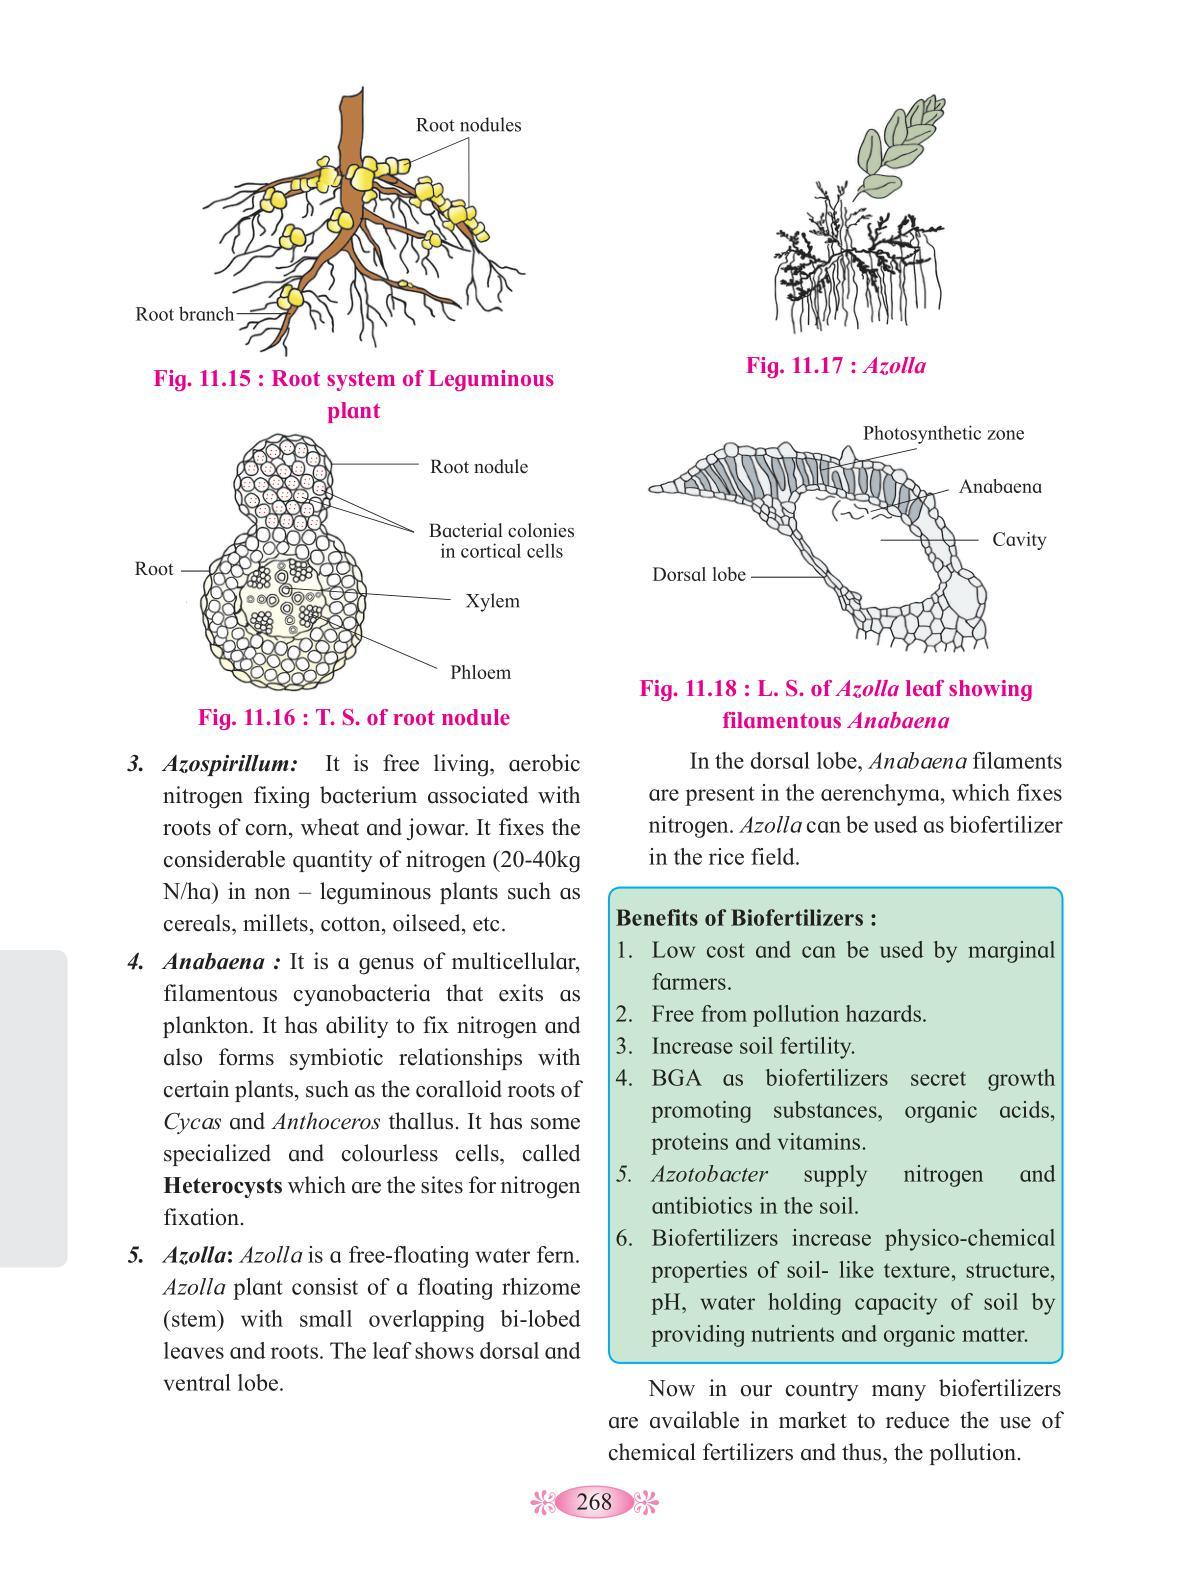 Root nodules
Root branch
Fig. 11.15 : Root system of Leguminous
plant
Root nodule
Bacterial colonies
in cortical cells
Root
Xylem
Phloem
Fig. 11.16 : T. S. of root nodule
3. Azospirillum: It is free living, aerobic
nitrogen fixing bacterium associated with
roots of corn, wheat and jowar. It fixes the
considerable quantity of nitrogen (20-40kg
N/ha) in non – leguminous plants such as
cereals, millets, cotton, oilseed, etc.
4. Anabaena : It is a genus of multicellular,
filamentous cyanobacteria that exits as
plankton. It has ability to fix nitrogen and
also forms symbiotic relationships with
certain plants, such as the coralloid roots of
Cycas and Anthoceros thallus. It has some
specialized and colourless cells, called
Heterocysts which are the sites for nitrogen
fixation.
5. Azolla: Azolla is a free-floating water fern.
Azolla plant consist of a floating rhizome
(stem) with small overlapping bi-lobed
leaves and roots. The leaf shows dorsal and
ventral lobe.
Fig. 11.17 : Azolla
Photosynthetic zone
Anabaena
Cavity
Dorsal lobe
Fig. 11.18 : L. S. of Azolla leaf showing
filamentous Anabaena
In the dorsal lobe, Anabaena filaments
are present in the aerenchyma, which fixes
nitrogen. Azolla can be used as biofertilizer
in the rice field.
Benefits of Biofertilizers :
1. Low cost and can be used by marginal
farmers.
2. Free from pollution hazards.
3. Increase soil fertility.
4. BGA as biofertilizers secret growth
promoting substances, organic acids,
proteins and vitamins.
5. Azotobacter supply nitrogen and
antibiotics in the soil.
6. Biofertilizers increase physico-chemical
properties of soil- like texture, structure,
pH, water holding capacity of soil by
providing nutrients and organic matter.
Now in our country many biofertilizers
are available in market to reduce the use of
chemical fertilizers and thus, the pollution.
268